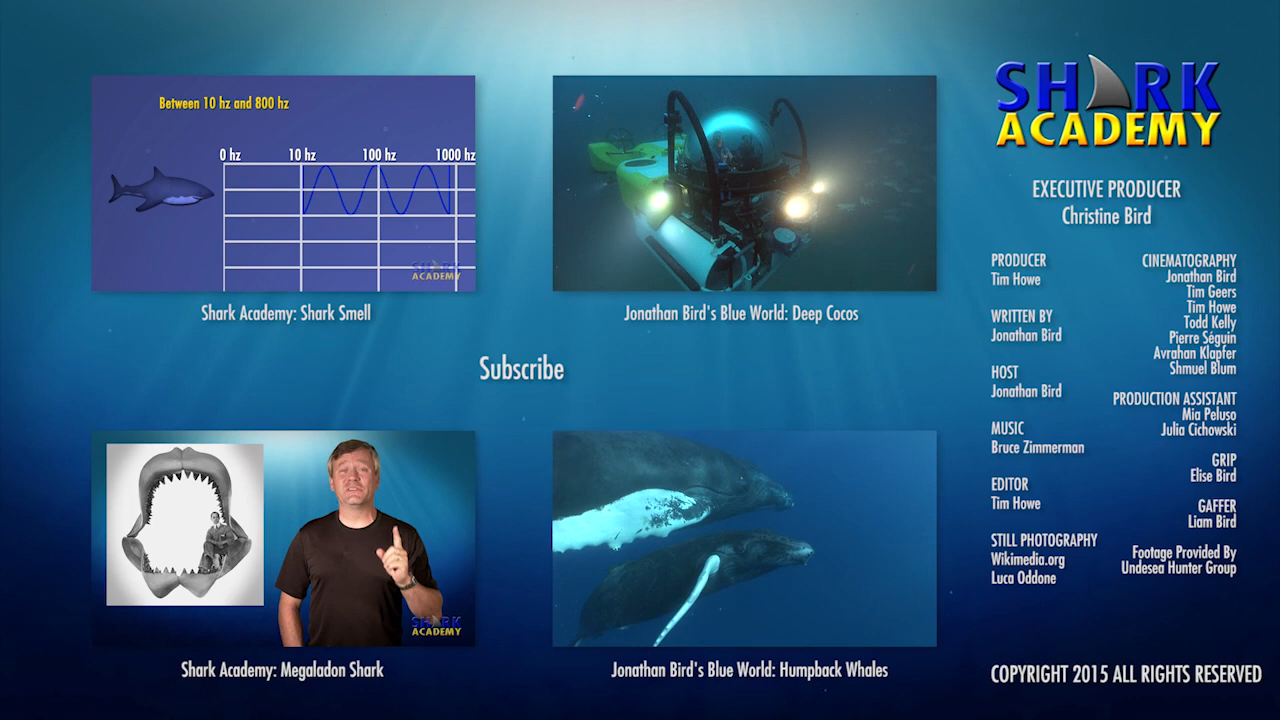 Between 10 hz and 800 hz
0 hz 10 hz 100 hz 1000 hz
SHARK
ACADEMY
Shark Academy: Shark Smell
Jonathan Bird's Blue World: Deep Cocos
Subscribe
SHARK
ACADEMY
Shark Academy: Megaladon Shark
Jonathan Bird's Blue World: Humpback Whales
SHARK
ACADEMY
EXECUTIVE PRODUCER
Christine Bird
PRODUCER
Tim Howe
WRITTEN BY
Jonathan Bird
HOST
Jonathan Bird
MUSIC
Bruce Zimmerman
EDITOR
Tim Howe
STILL PHOTOGRAPHY
Wikimedia.org
Luca Oddone
CINEMATOGRAPHY
Jonathan Bird
Tim Geers
Tim Howe
Todd Kelly
Pierre Séguin
Avrahan Klapfer
Shmuel Blum
PRODUCTION ASSISTANT
Mia Peluso
Julia Cichowski
GRIP
Elise Bird
GAFFER
Liam Bird
Footage Provided By
Undesea Hunter Group
COPYRIGHT 2015 ALL RIGHTS RESERVED